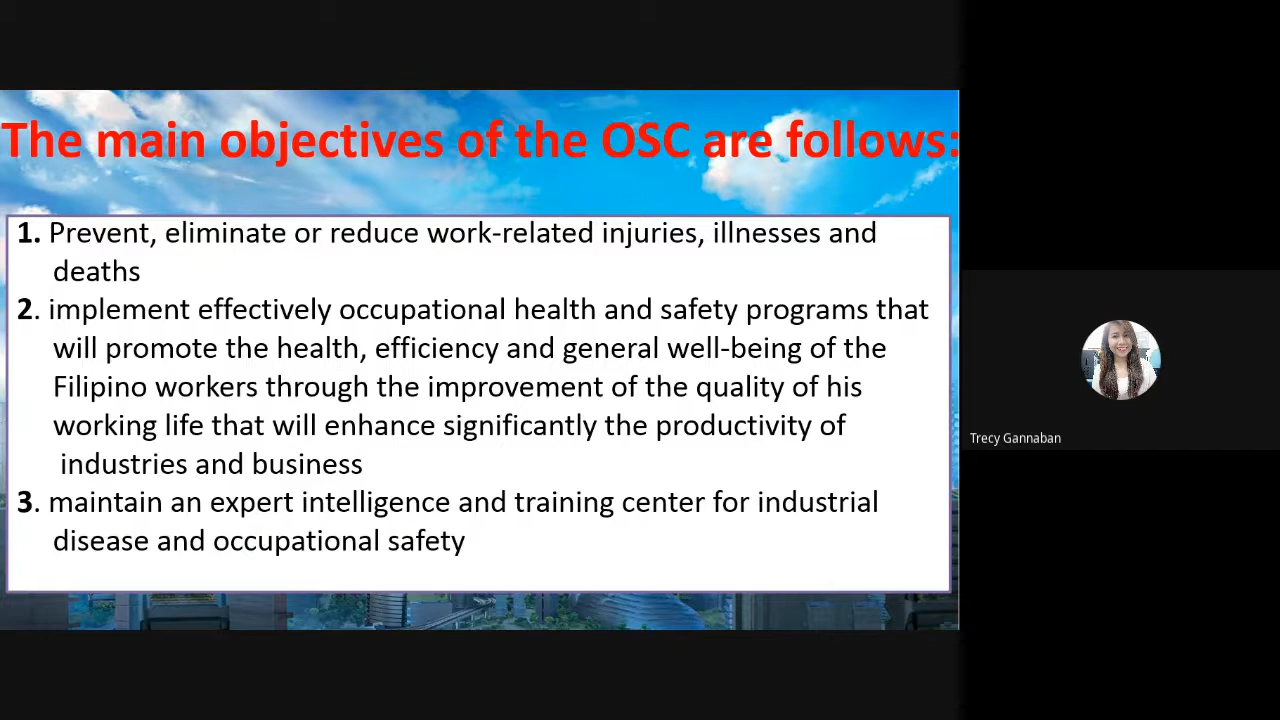 The main objectives of the OSC are follows:
1. Prevent, eliminate or reduce work-related injuries, illnesses and
deaths
2. implement effectively occupational health and safety programs that
will promote the health, efficiency and general well-being of the
Filipino workers through the improvement of the quality of his
working life that will enhance significantly the productivity of
industries and business
3. maintain an expert intelligence and training center for industrial
disease and occupational safety
Trecy Gannaban